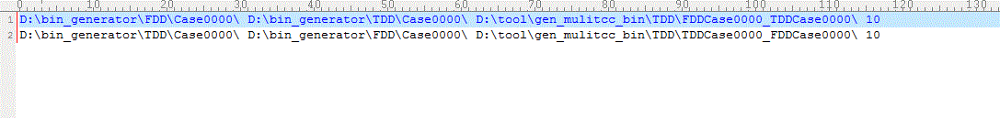 0 10 20 30 40 50 60 70 80 90 100 110 120 130
1 D:\bin_generator\FDD\Case0000\ D:\bin_generator\TDD\Case0000\ D:\tool\gen_mulitcc_bin\TDD\FDDCase0000_TDDCase0000\ 10
2 D:\bin_generator\TDD\Case0000\ D:\bin_generator\FDD\Case0000\ D:\tool\gen_mulitcc_bin\TDD\TDDCase0000_FDDCase0000\ 10